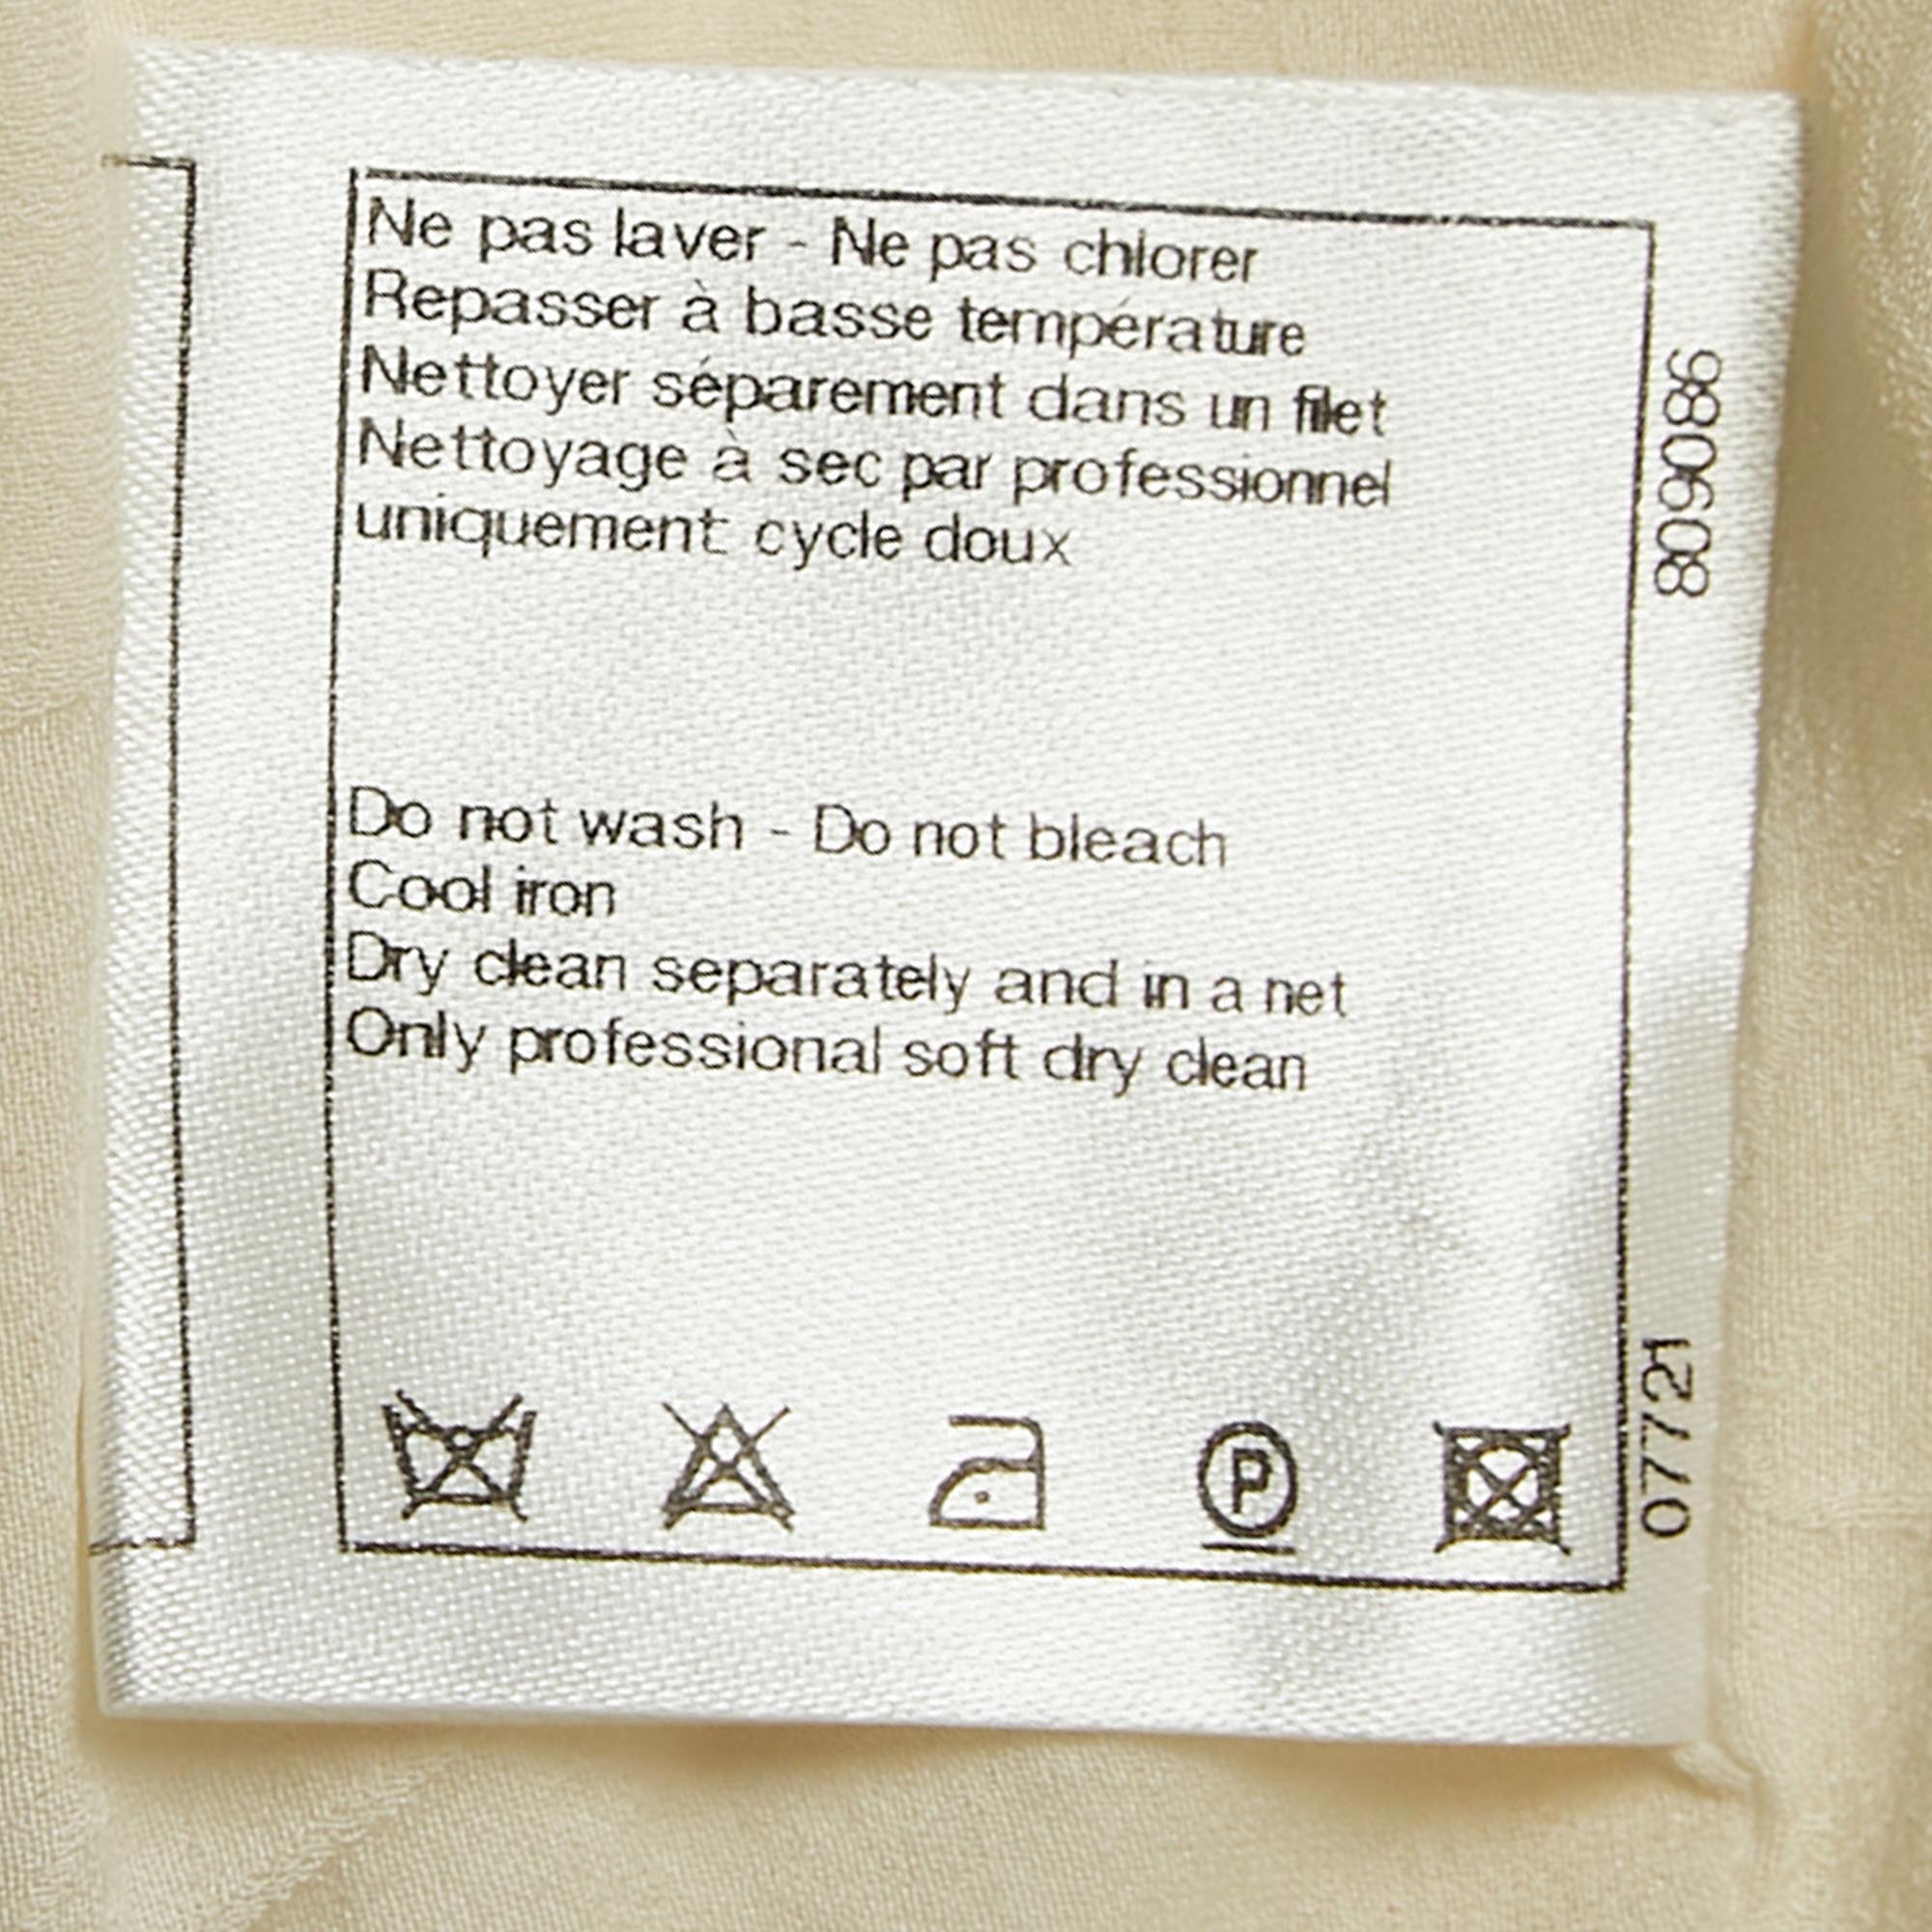 Ne pas laver - Ne pas chlorer
Repasser à basse température
Nettoyer séparement dans un filet
Nettoyage à sec par professionnel
uniquement: cycle doux
Do not wash - Do not bleach
Cool iron
Dry clean separately and in a net
Only professional soft dry clean
P
809086
07721